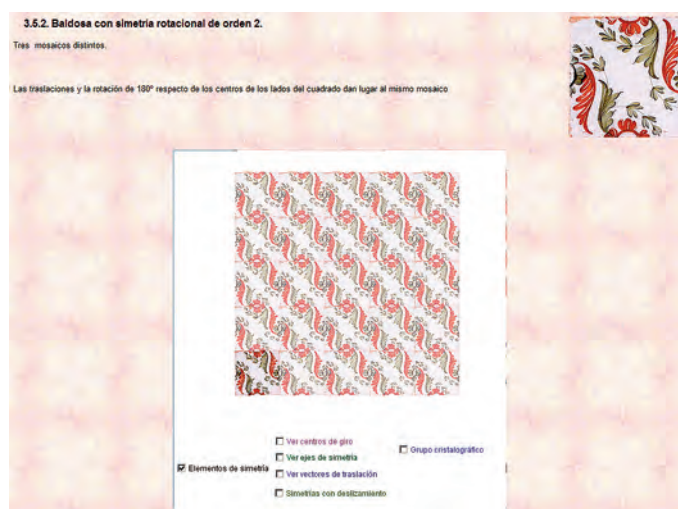 3.5.2. Baldosa con simetría rotacional de orden 2.
Tres mosaicos distintos.
Las traslaciones y la rotación de 180º respecto de los centros de los lados del cuadrado dan lugar al mismo mosaico
Ver centros de giro
Grupo cristalográfico
Ver ejes de simetría
Elementos de simetría
Ver vectores de traslación
Simetrías con deslizamiento